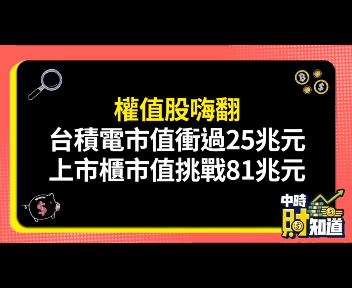 權值股嗨翻
台積電市值衝過25兆元
上市櫃市值挑戰81兆元
中時
財知道